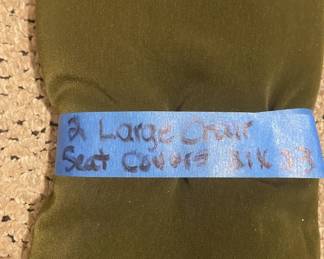 2 Large Chair
Seat Covers